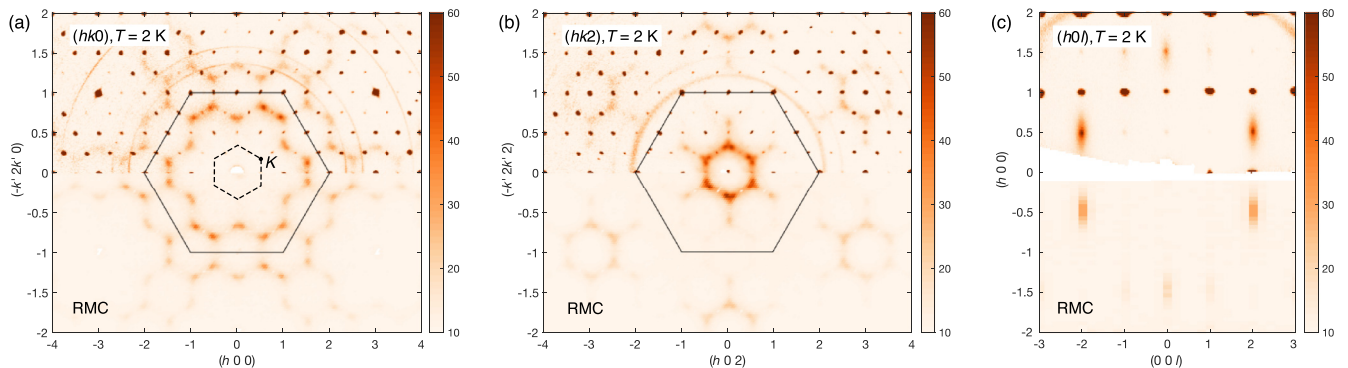 (a)
(hk0), T = 2 K
K
RMC
2
1.5
1
0.5
0
-0.5
-1
-1.5
-2
(-k' 2k' 0)
-4 -3 -2 -1 0 1 2 3 4
(h 0 0)
60
50
40
30
20
10
(b)
(hk2), T = 2 K
RMC
2
1.5
1
0.5
0
-0.5
-1
-1.5
-2
(-k' 2k' 2)
-4 -3 -2 -1 0 1 2 3 4
(h 0 2)
60
50
40
30
20
10
(c)
(h0l), T = 2 K
RMC
2
1.5
1
0.5
0
-0.5
-1
-1.5
-2
(h 0 0)
-3 -2 -1 0 1 2 3
(0 0 l)
60
50
40
30
20
10